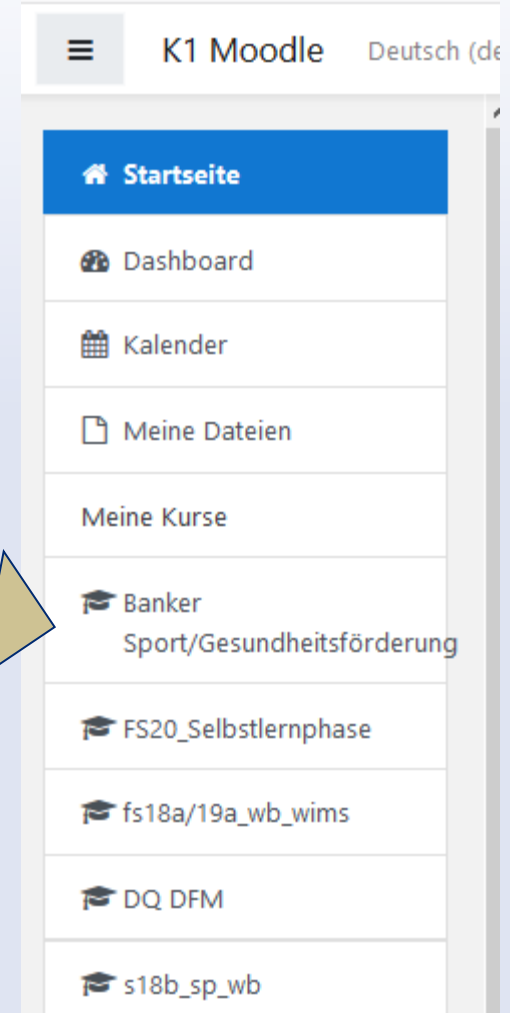 K1 Moodle Deutsch (de
Startseite
Dashboard
Kalender
Meine Dateien
Meine Kurse
Banker
Sport/Gesundheitsförderung
FS20_Selbstlernphase
fs18a/19a_wb_wims
DQ DFM
s18b_sp_wb